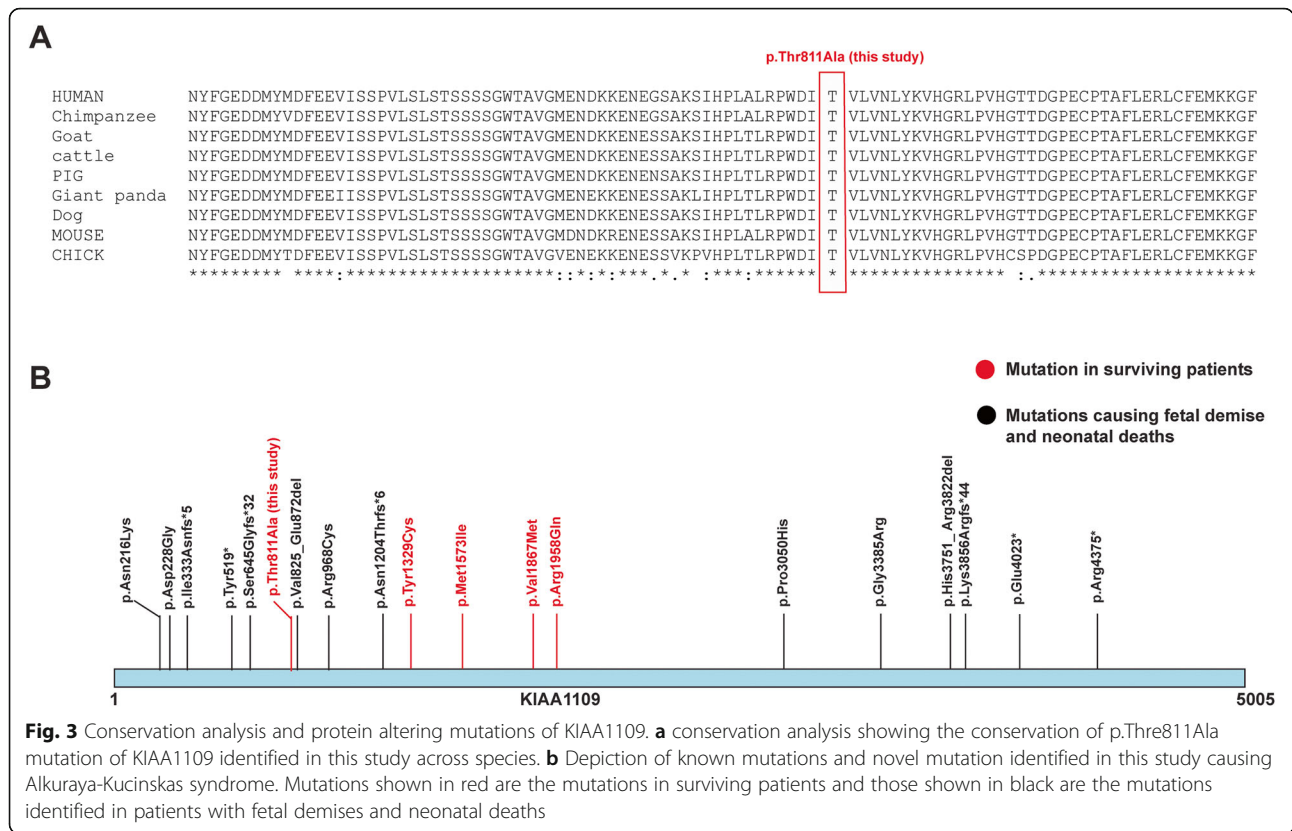 A
p.Thr811Ala (this study)
HUMAN NYFGEDDMYMDFEEVISSPVLSLSTSSSSGWTAVGMENDKKENEGSAKSIHPLALRPWDI T VLVNLYKVHGRLPVHGTTDGPECPTAFLERLCFEMKKGF
Chimpanzee NYFGEDDMYVDFEEVISSPVLSLSTSSSSGWTAVGMENDKKENEGSAKSIHPLALRPWDI T VLVNLYKVHGRLPVHGTTDGPECPTAFLERLCFEMKKGF
Goat NYFGEDDMYMDFEEVISSPVLSLSTSSSSGWTAVGMENDKKENESSAKSIHPLTLRPWDI T VLVNLYKVHGRLPVHGTTDGPECPTAFLERLCFEMKKGF
cattle NYFGEDDMYMDFEEVISSPVLSLSTSSSSGWTAVGMENDKKENESSAKSIHPLTLRPWDI T VLVNLYKVHGRLPVHGTTDGPECPTAFLERLCFEMKKGF
PIG NYFGEDDMYMDFEEVISSPVLSLSTSSSSGWTAVGMENDKKENENSAKSIHPLTLRPWDI T VLVNLYKVHGRLPVHGTTDGPECPTAFLERLCFEMKKGF
Giant panda NYFGEDDMYMDFEEIISSPVLSLSTSSSSGWTAVGMENEKKENESSAKLIHPLTLRPWDI T VLVNLYKVHGRLPVHGTTDGPECPTAFLERLCFEMKKGF
Dog NYFGEDDMYMDFEEVISSPVLSLSTSSSSGWTAVGMENEKKENESSAKSIHPLTLRPWDI T VLVNLYKVHGRLPVHGTTDGPECPTAFLERLCFEMKKGF
MOUSE NYFGEDDMYMDFEEVISSPVLSLSTSSSSGWTAVGMDNDKRENESSAKSIHPLALRPWDI T VLVNLYKVHGRLPVHGTTDGPECPTAFLERLCFEMKKGF
CHICK NYFGEDDMYTDFEEVISSPVLSLSTSSSSGWTAVGVENEKKENESSVKPVHPLTLRPWDI T VLVNLYKVHGRLPVHCSPDGPECPTAFLERLCFEMKKGF
********* ****:********************::*:*:***.*.* :***:****** * *************** :.*********************
B
Mutation in surviving patients
Mutations causing fetal demise
and neonatal deaths
p.Asn216Lys
p.Asp228Gly
p.Ile333Asnfs*5
p.Tyr519*
p.Ser645Glyfs*32
p.Thr811Ala (this study)
p.Val825_Glu872del
p.Arg968Cys
p.Asn1204Thrfs*6
p.Tyr1329Cys
p.Met1573Ile
p.Val1867Met
p.Arg1958Gln
p.Pro3050His
p.Gly3385Arg
p.His3751_Arg3822del
p.Lys3856Argfs*44
p.Glu4023*
p.Arg4375*
1 KIAA1109 5005
Fig. 3 Conservation analysis and protein altering mutations of KIAA1109. a conservation analysis showing the conservation of p.Thre811Ala
mutation of KIAA1109 identified in this study across species. b Depiction of known mutations and novel mutation identified in this study causing
Alkuraya-Kucinskas syndrome. Mutations shown in red are the mutations in surviving patients and those shown in black are the mutations
identified in patients with fetal demises and neonatal deaths